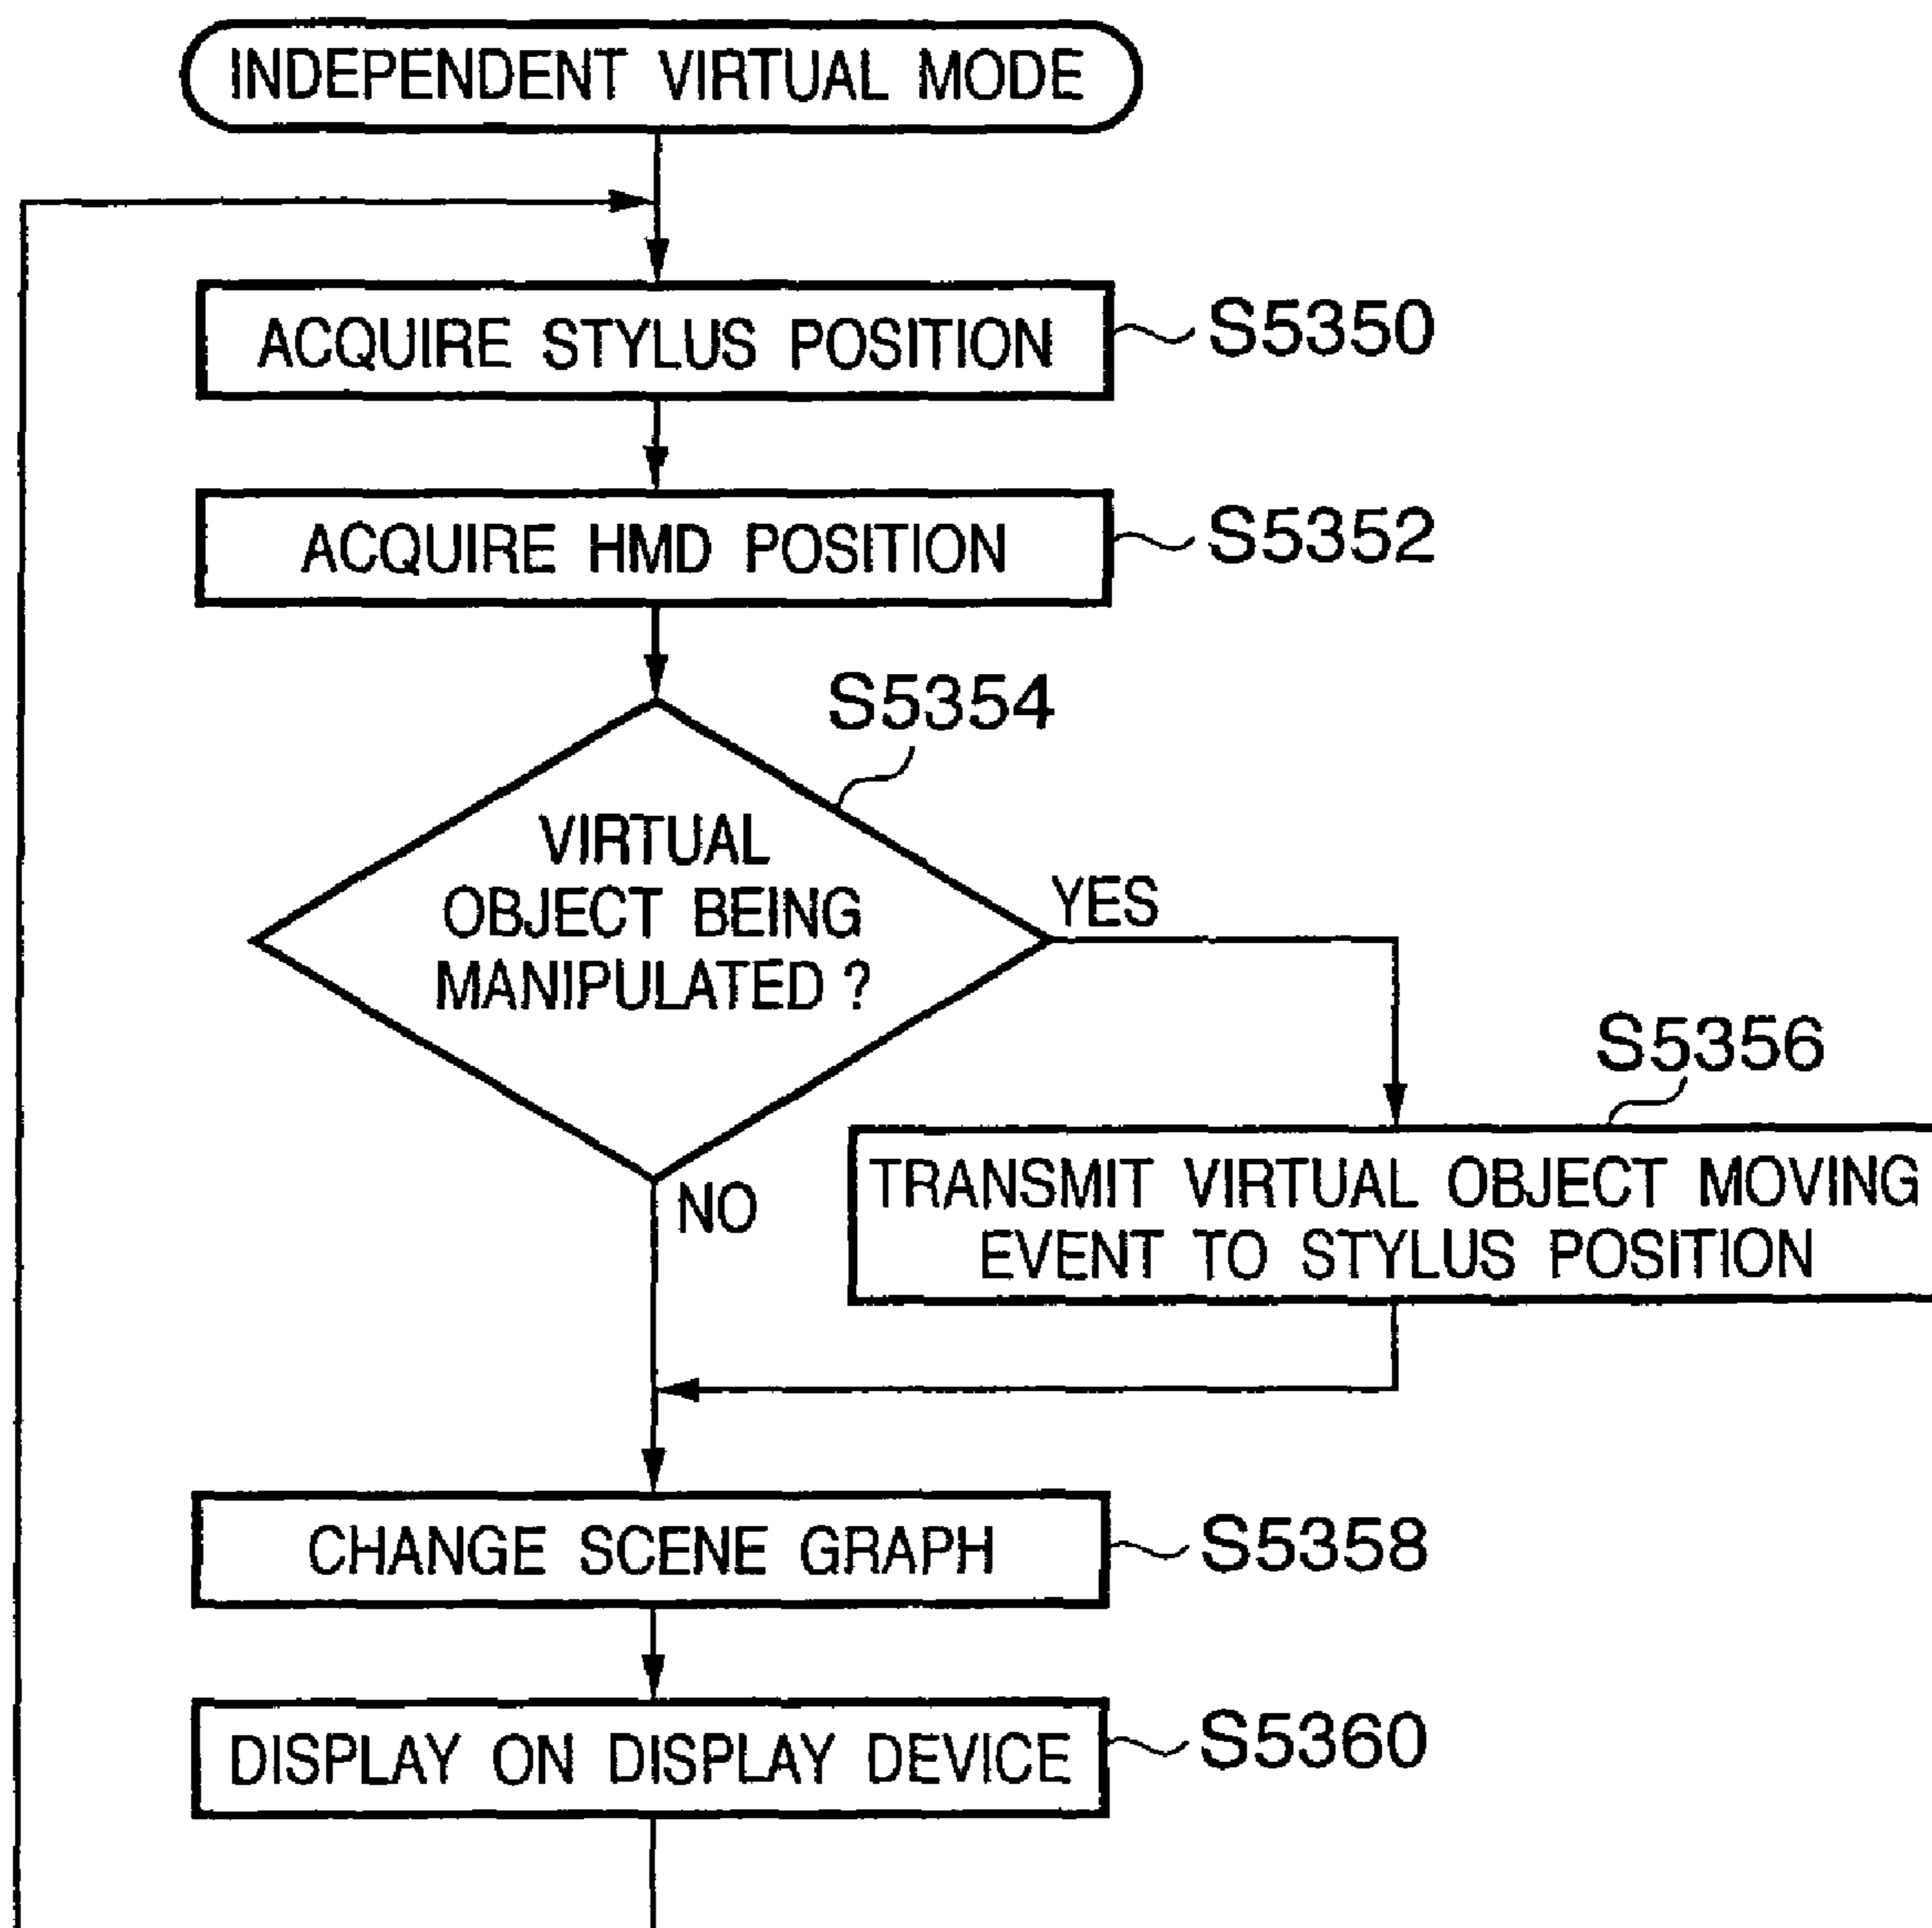 INDEPENDENT VIRTUAL MODE
ACQUIRE STYLUS POSITION
S5350
ACQUIRE HMD POSITION
S5352
S5354
VIRTUAL
OBJECT BEING
MANIPULATED ?
YES
NO
S5356
TRANSMIT VIRTUAL OBJECT MOVING
EVENT TO STYLUS POSITION
CHANGE SCENE GRAPH
S5358
DISPLAY ON DISPLAY DEVICE
S5360